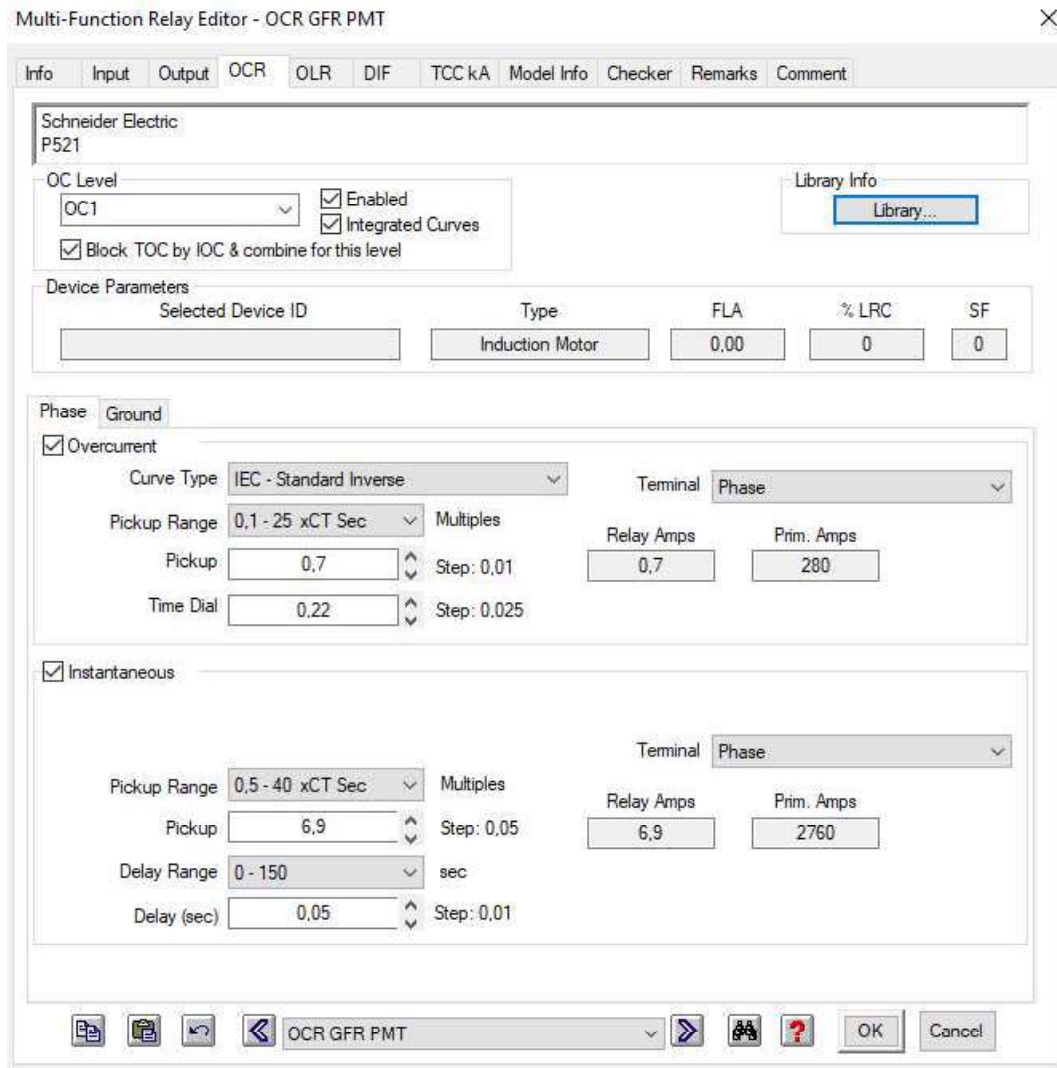 Multi-Function Relay Editor - OCR GFR PMT
Info Input Output OCR OLR DIF TCC kA Model Info Checker Remarks Comment
Schneider Electric
P521
OC Level
OC1
Enabled
Integrated Curves
Block TOC by IOC & combine for this level
Library Info
Library...
Device Parameters
Selected Device ID Type FLA % LRC SF
Induction Motor 0,00 0 0
Phase Ground
Overcurrent
Curve Type IEC - Standard Inverse Terminal Phase
Pickup Range 0,1 - 25 xCT Sec Multiples Relay Amps Prim. Amps
Pickup 0,7 Step: 0,01 0,7 280
Time Dial 0,22 Step: 0,025
Instantaneous
Terminal Phase
Pickup Range 0,5 - 40 xCT Sec Multiples Relay Amps Prim. Amps
Pickup 6,9 Step: 0,05 6,9 2760
Delay Range 0 - 150 sec
Delay (sec) 0,05 Step: 0,01
OCR GFR PMT ? OK Cancel